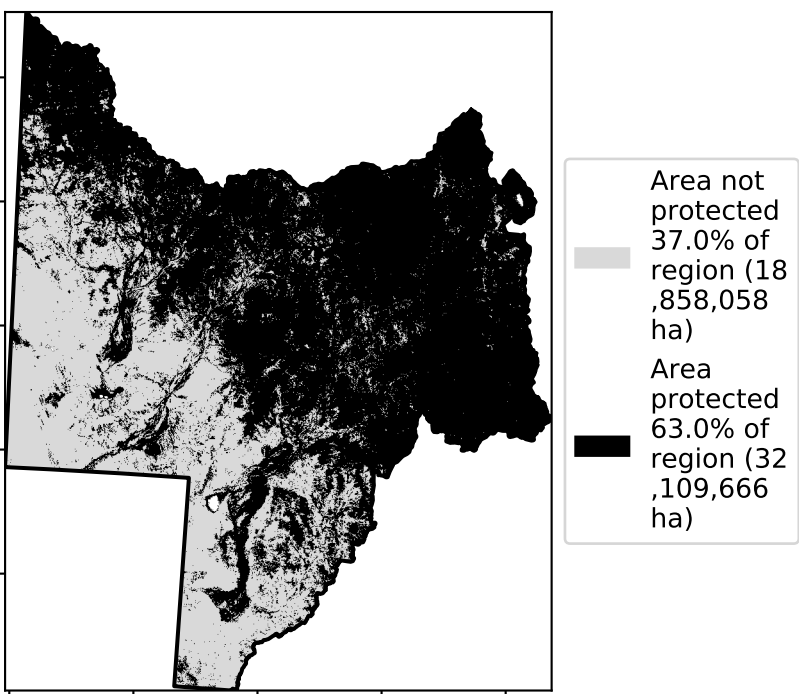 Area not
protected
37.0% of
region (18
,858,058
ha)
Area
protected
63.0% of
region (32
,109,666
ha)